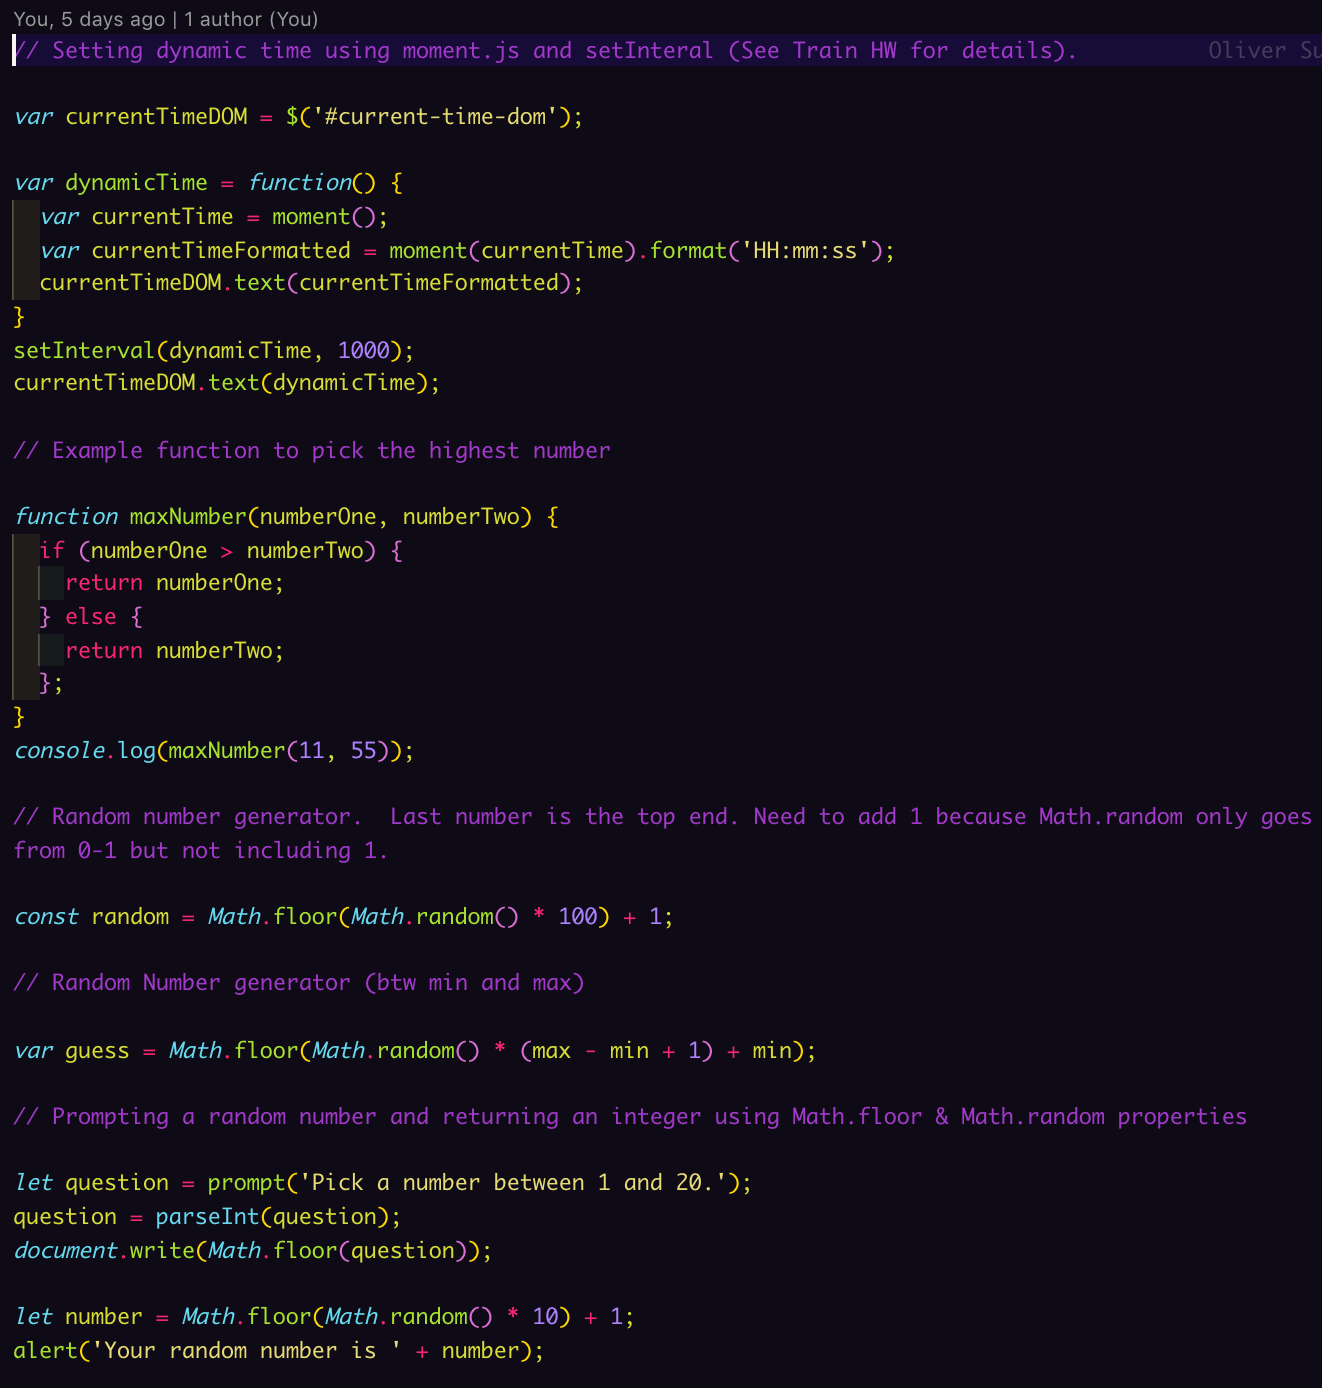 You, 5 days ago | 1 author (You)
// Setting dynamic time using moment.js and setInteral (See Train HW for details). Oliver
var currentTimeDOM = $('#current-time-dom');
var dynamicTime = function() {
var currentTime = moment();
var currentTimeFormatted = moment(currentTime).format('HH:mm:ss');
currentTimeDOM.text(currentTimeFormatted);
}
setInterval(dynamicTime, 1000);
currentTimeDOM.text(dynamicTime);
// Example function to pick the highest number
function maxNumber(numberOne, numberTwo) {
if (numberOne > numberTwo) {
return numberOne;
} else {
return numberTwo;
};
}
console.log(maxNumber(11, 55));
// Random number generator.  Last number is the top end. Need to add 1 because Math.random only goes
from 0-1 but not including 1.
const random = Math.floor(Math.random() * 100) + 1;
// Random Number generator (btw min and max)
var guess = Math.floor(Math.random() * (max - min + 1) + min);
// Prompting a random number and returning an integer using Math.floor & Math.random properties
let question = prompt('Pick a number between 1 and 20.');
question = parseInt(question);
document.write(Math.floor(question));
let number = Math.floor(Math.random() * 10) + 1;
alert('Your random number is ' + number);